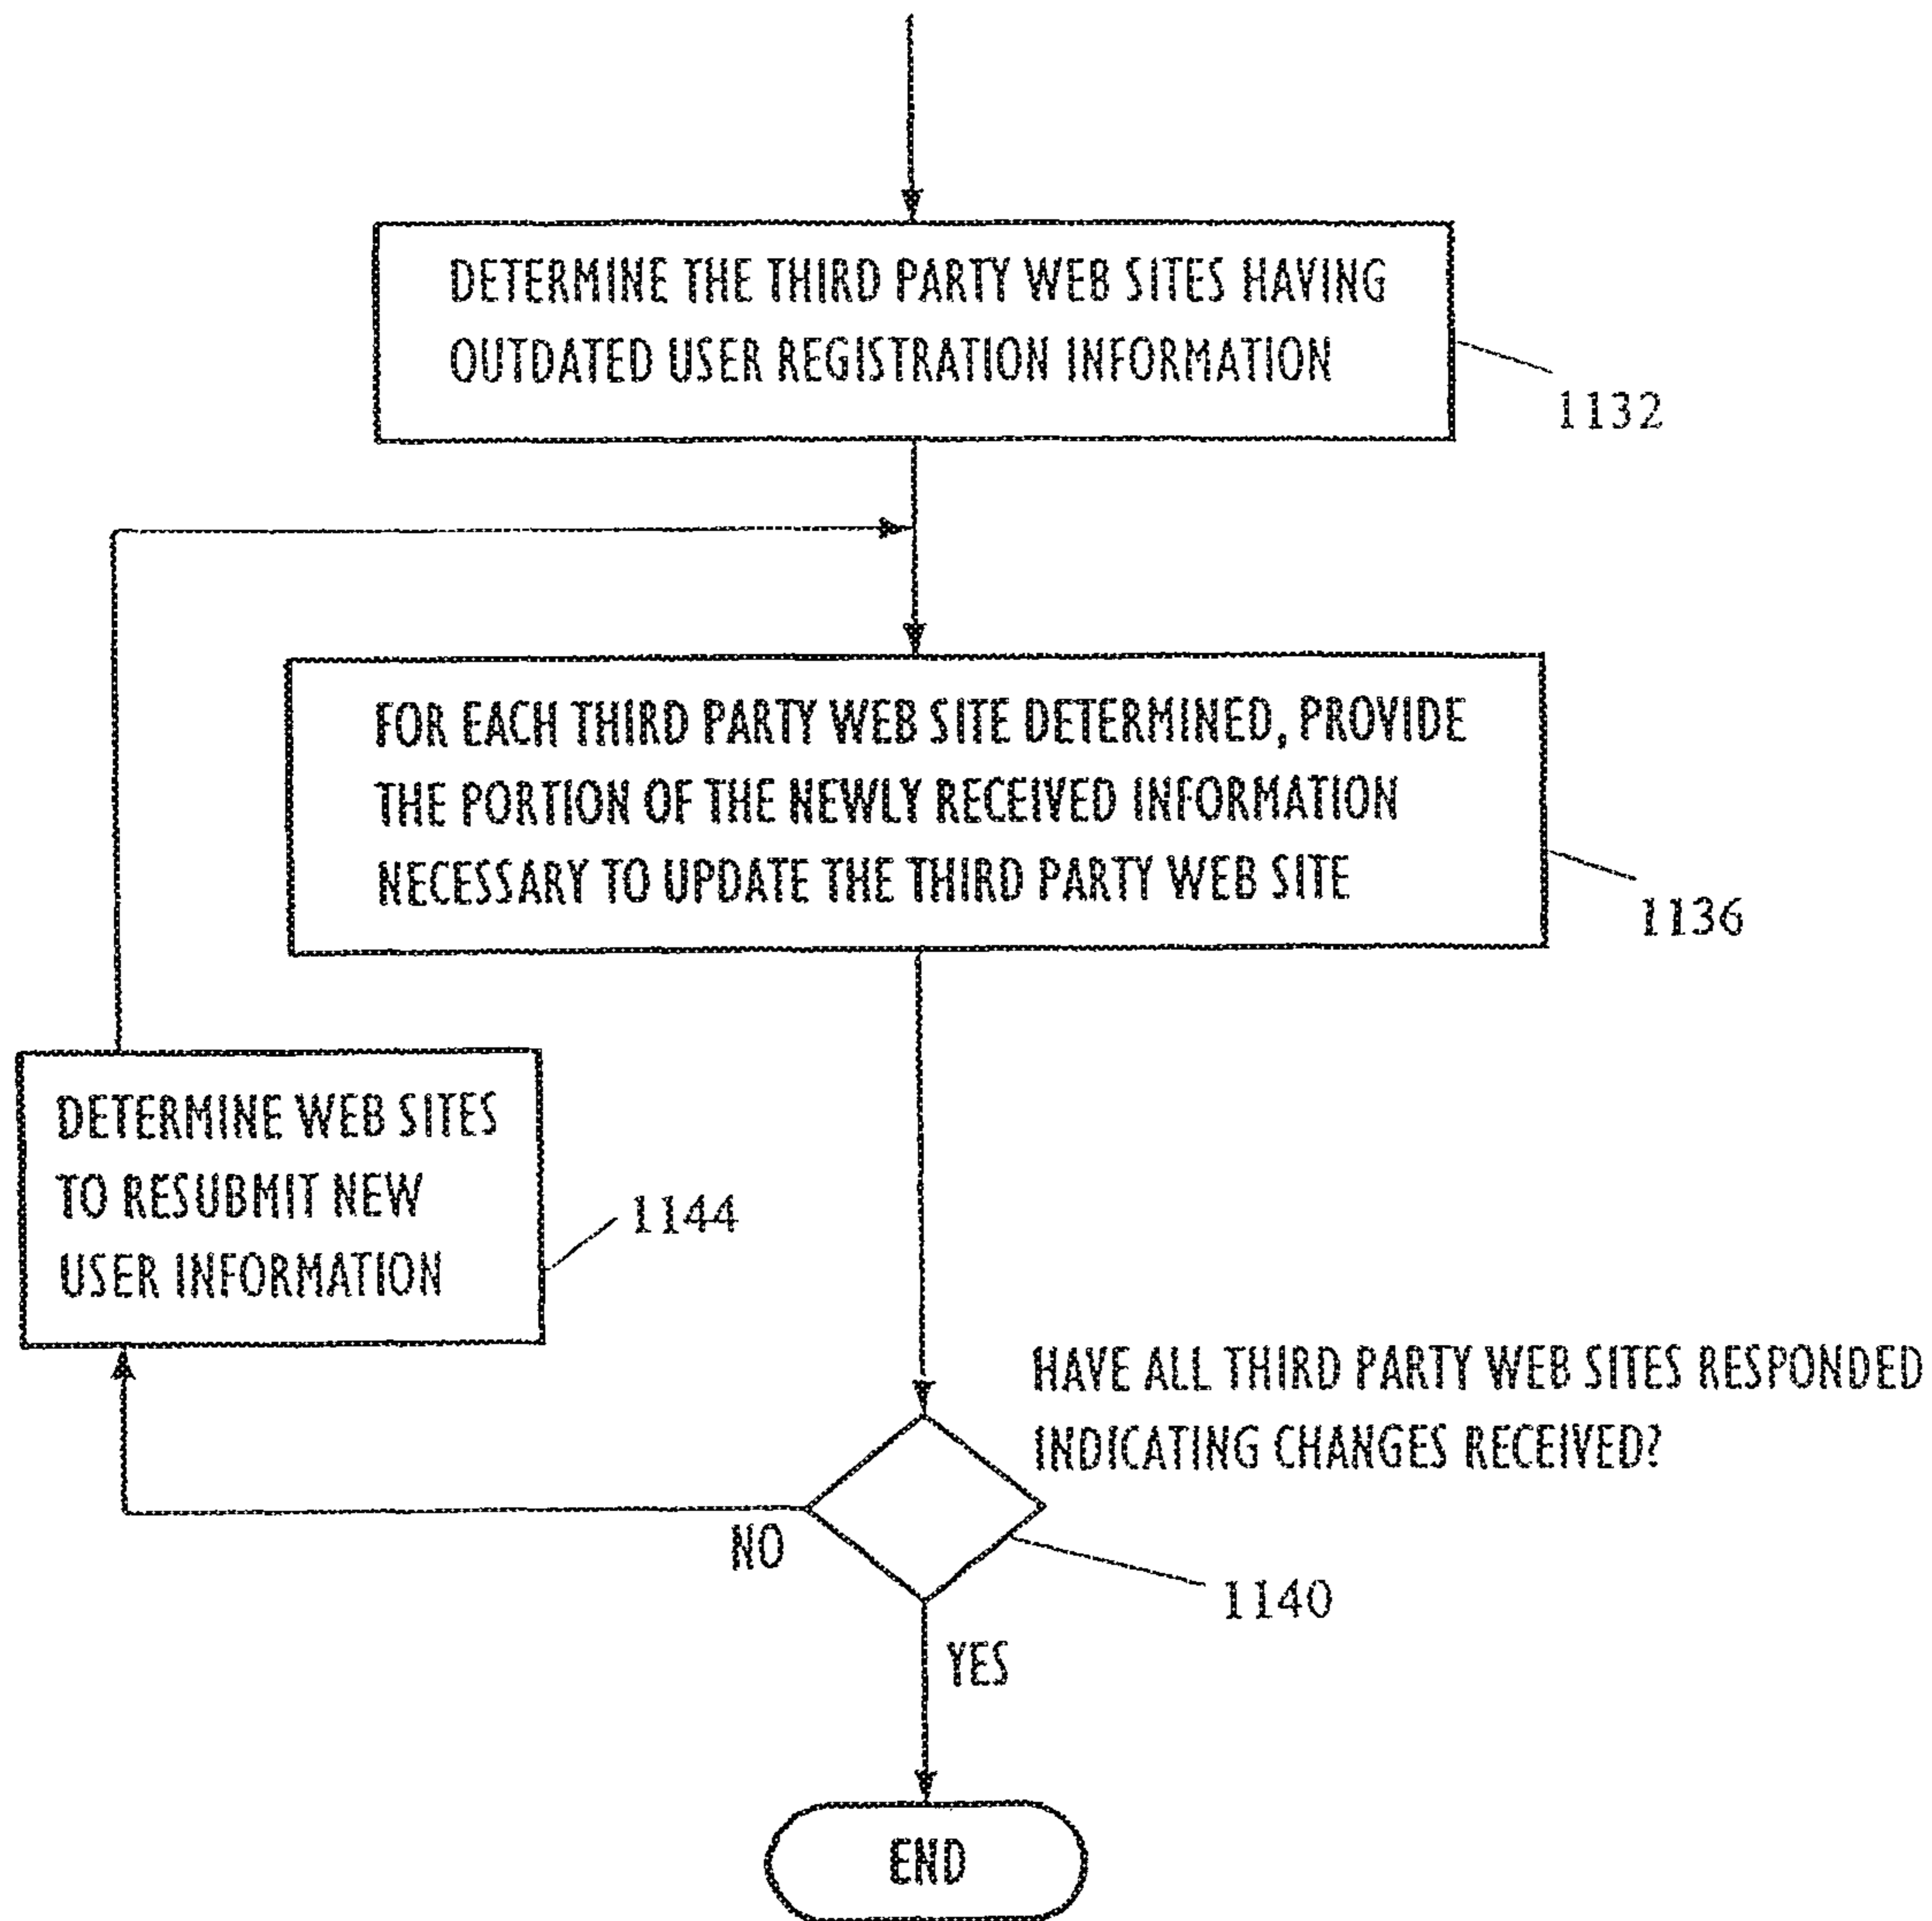 DETERMINE THE THIRD PARTY WEB SITES HAVING
OUTDATED USER REGISTRATION INFORMATION
1132
FOR EACH THIRD PARTY WEB SITE DETERMINED, PROVIDE
THE PORTION OF THE NEWLY RECEIVED INFORMATION
NECESSARY TO UPDATE THE THIRD PARTY WEB SITE
1136
DETERMINE WEB SITES
TO RESUBMIT NEW
USER INFORMATION
1144
HAVE ALL THIRD PARTY WEB SITES RESPONDED
INDICATING CHANGES RECEIVED?
NO
1140
YES
END